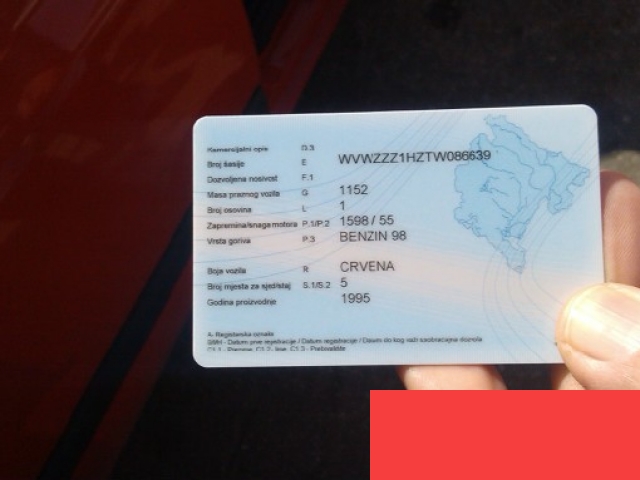 Komercijalni opis D.3
Broj šasije E WVWZZZ1HZTW086639
Dozvoljena nosivost F.1
Masa praznog vozila G 1152
Broj osovina L 1
Zapremina/snaga motora P.1/P.2 1598 / 55
Vrsta goriva P.3 BENZIN 98
Boja vozila R CRVENA
Broj mjesta za sjed/staj S.1/S.2 5
Godina proizvodnje 1995
A- Registarska oznaka
- Datum prve registracije / Datum registracije / Datum do kog važi saobraćajna dozvola
C1.1 - Prezime, C1.2- Ime, C1.3 - Prebivalište